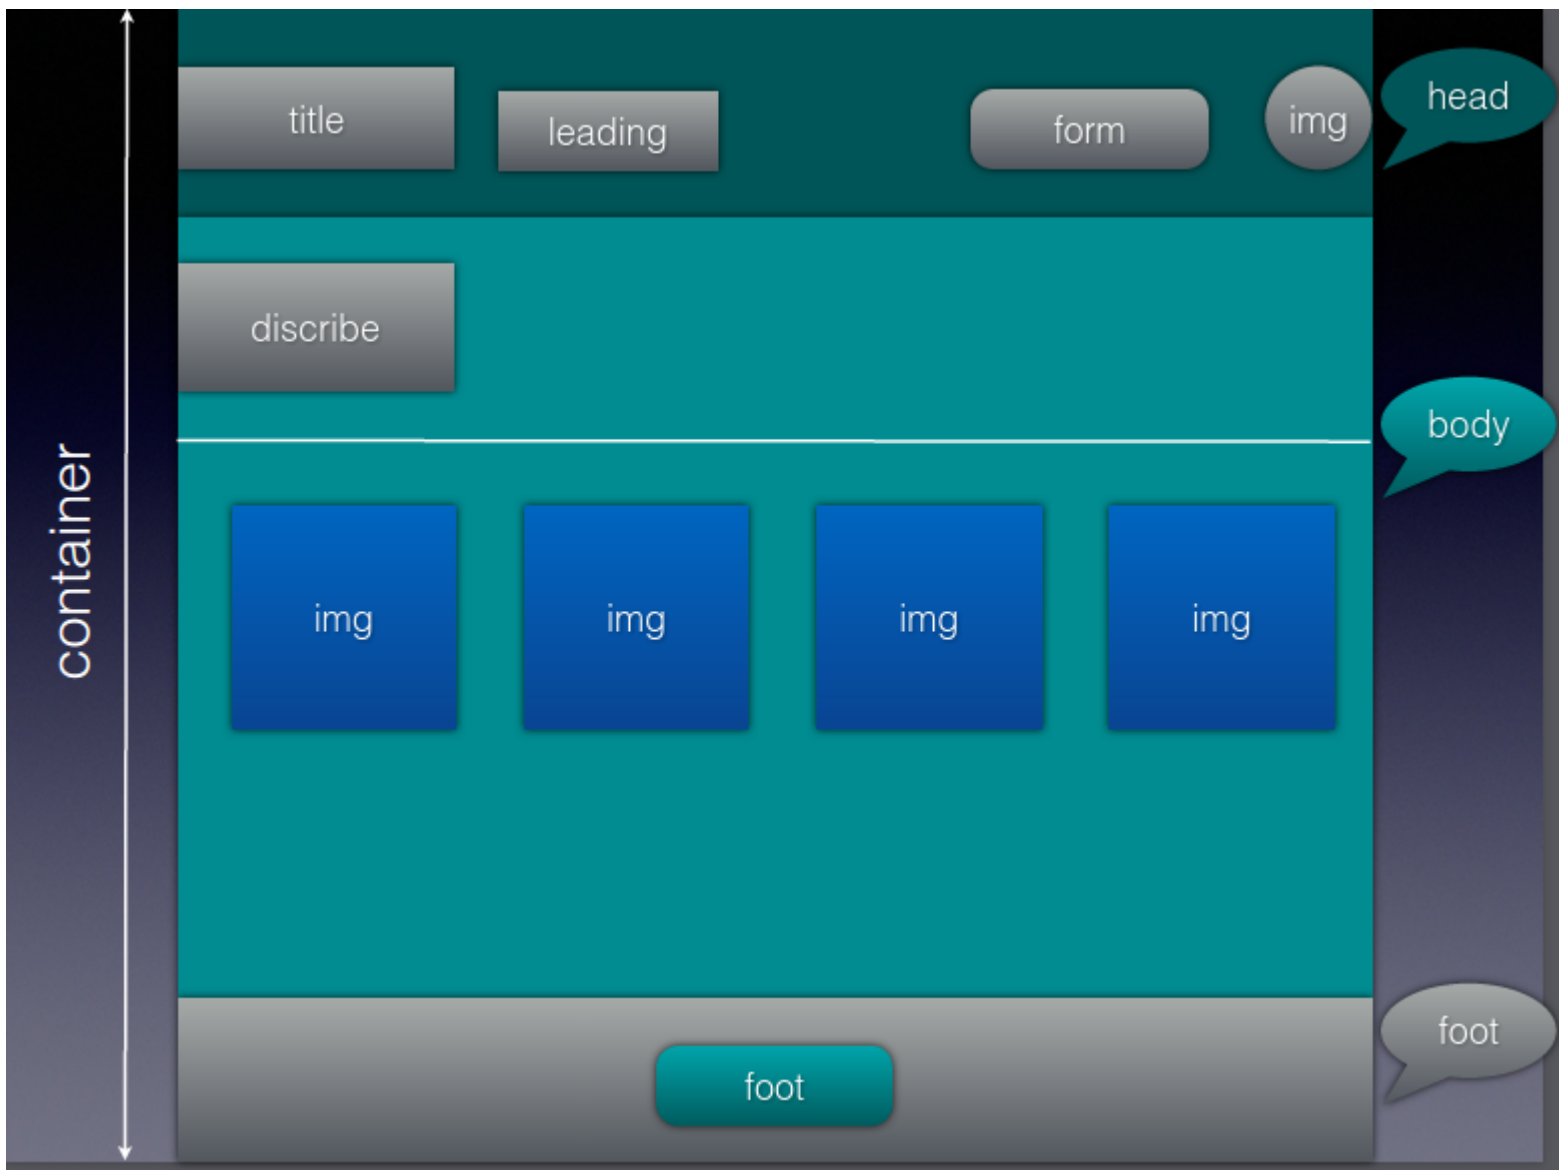 title
leading
form
img
head
discribe
body
container
img
img
img
img
foot
foot